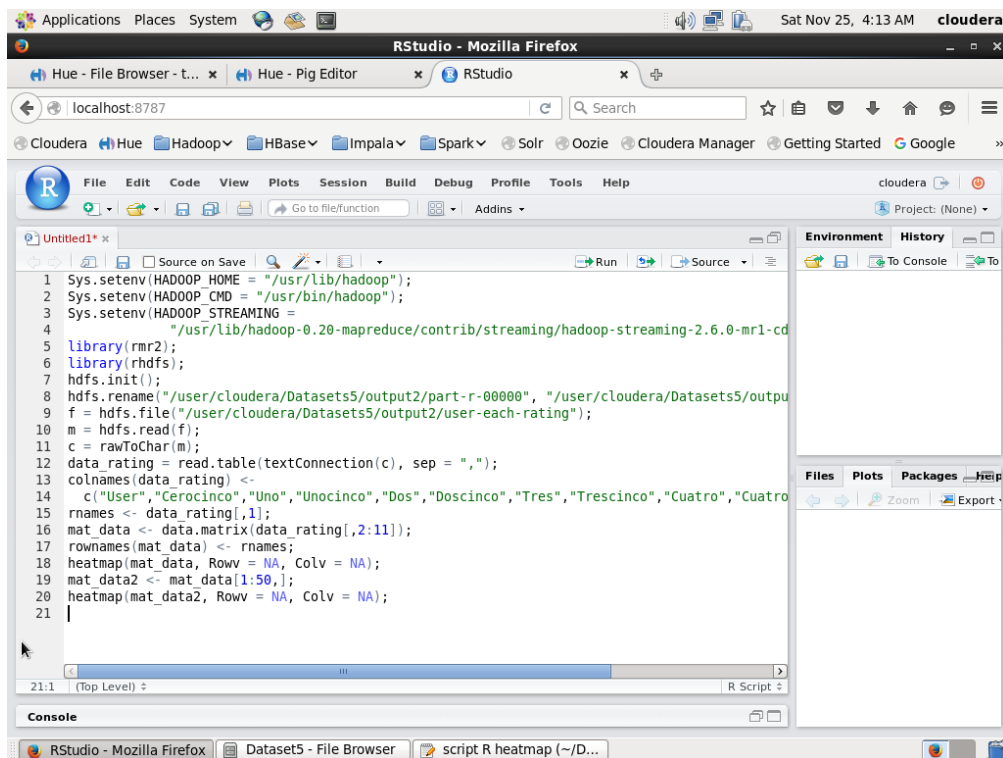 Applications Places System Sat Nov 25, 4:13 AM cloudera
RStudio - Mozilla Firefox
Hue - File Browser - t... × Hue - Pig Editor × RStudio ×
localhost:8787 Search
Cloudera Hue Hadoop HBase Impala Spark Solr Oozie Cloudera Manager Getting Started Google »
R File Edit Code View Plots Session Build Debug Profile Tools Help cloudera
Go to file/function Addins Project: (None)
Untitled1* × Environment History
Source on Save Run Source To Console To
1 Sys.setenv(HADOOP_HOME = "/usr/lib/hadoop");
2 Sys.setenv(HADOOP_CMD = "/usr/bin/hadoop");
3 Sys.setenv(HADOOP_STREAMING =
4 "/usr/lib/hadoop-0.20-mapreduce/contrib/streaming/hadoop-streaming-2.6.0-mr1-cd
5 library(rmr2);
6 library(rhdfs);
7 hdfs.init();
8 hdfs.rename("/user/cloudera/Datasets5/output2/part-r-00000", "/user/cloudera/Datasets5/outpu
9 f = hdfs.file("/user/cloudera/Datasets5/output2/user-each-rating");
10 m = hdfs.read(f);
11 c = rawToChar(m);
12 data_rating = read.table(textConnection(c), sep = ",");
13 colnames(data_rating) <-
14 c("User","Cerocinco","Uno","Unocinco","Dos","Doscinco","Tres","Trescinco","Cuatro","Cuatro
15 rnames <- data_rating[,1];
16 mat_data <- data.matrix(data_rating[,2:11]);
17 rownames(mat_data) <- rnames;
18 heatmap(mat_data, Rowv = NA, Colv = NA);
19 mat_data2 <- mat_data[1:50,];
20 heatmap(mat_data2, Rowv = NA, Colv = NA);
21
Files Plots Packages Help
Zoom Export
21:1 (Top Level) R Script
Console
RStudio - Mozilla Firefox Dataset5 - File Browser script R heatmap (~/D...